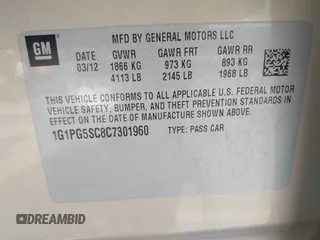 GM
MFD BY GENERAL MOTORS LLC
DATE GVWR GAWR FRT GAWR RR
03/12 1866 KG 973 KG 893 KG
4113 LB 2145 LB 1968 LB
THIS VEHICLE CONFORMS TO ALL APPLICABLE U.S. FEDERAL MOTOR
VEHICLE SAFETY, BUMPER, AND THEFT PREVENTION STANDARDS IN
EFFECT ON THE DATE OF MANUFACTURE SHOWN ABOVE.
1G1PG5SC8C7301960 TYPE: PASS CAR
DREAMBID